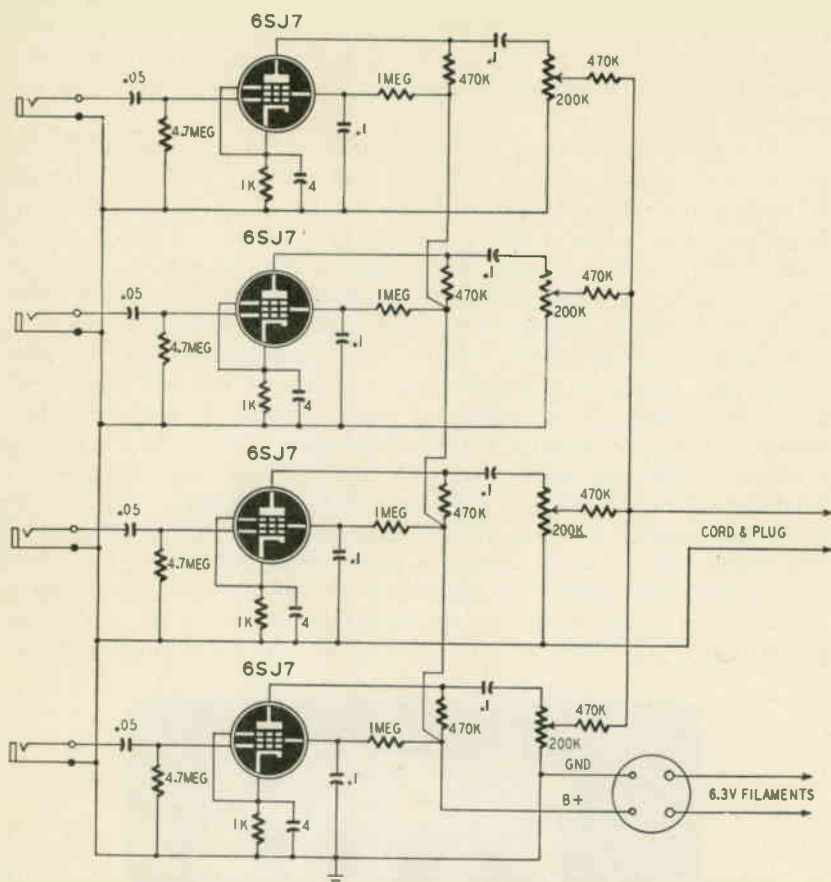 6SJ7
.05
4.7MEG
1K
4
.1
1MEG
470K
.1
200K
470K
6SJ7
.05
4.7MEG
1K
4
.1
1MEG
470K
.1
200K
470K
6SJ7
.05
4.7MEG
1K
4
.1
1MEG
470K
.1
200K
470K
CORD & PLUG
6SJ7
.05
4.7MEG
1K
4
.1
1MEG
470K
.1
200K
470K
GND
B+
6.3V FILAMENTS